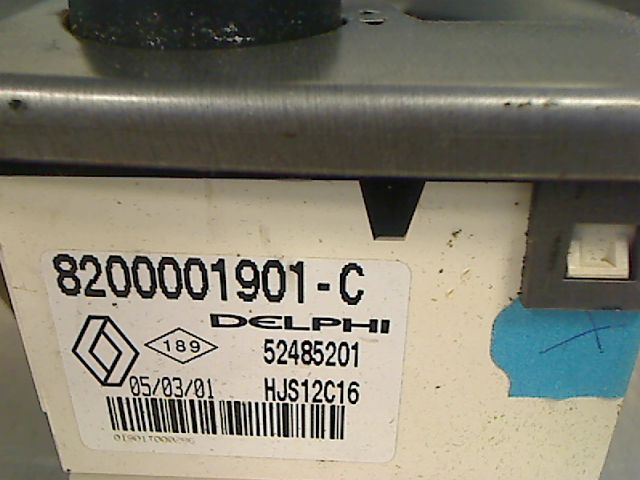 8200001901-C
DELPHI
189
52485201
05/03/01 HJS12C16